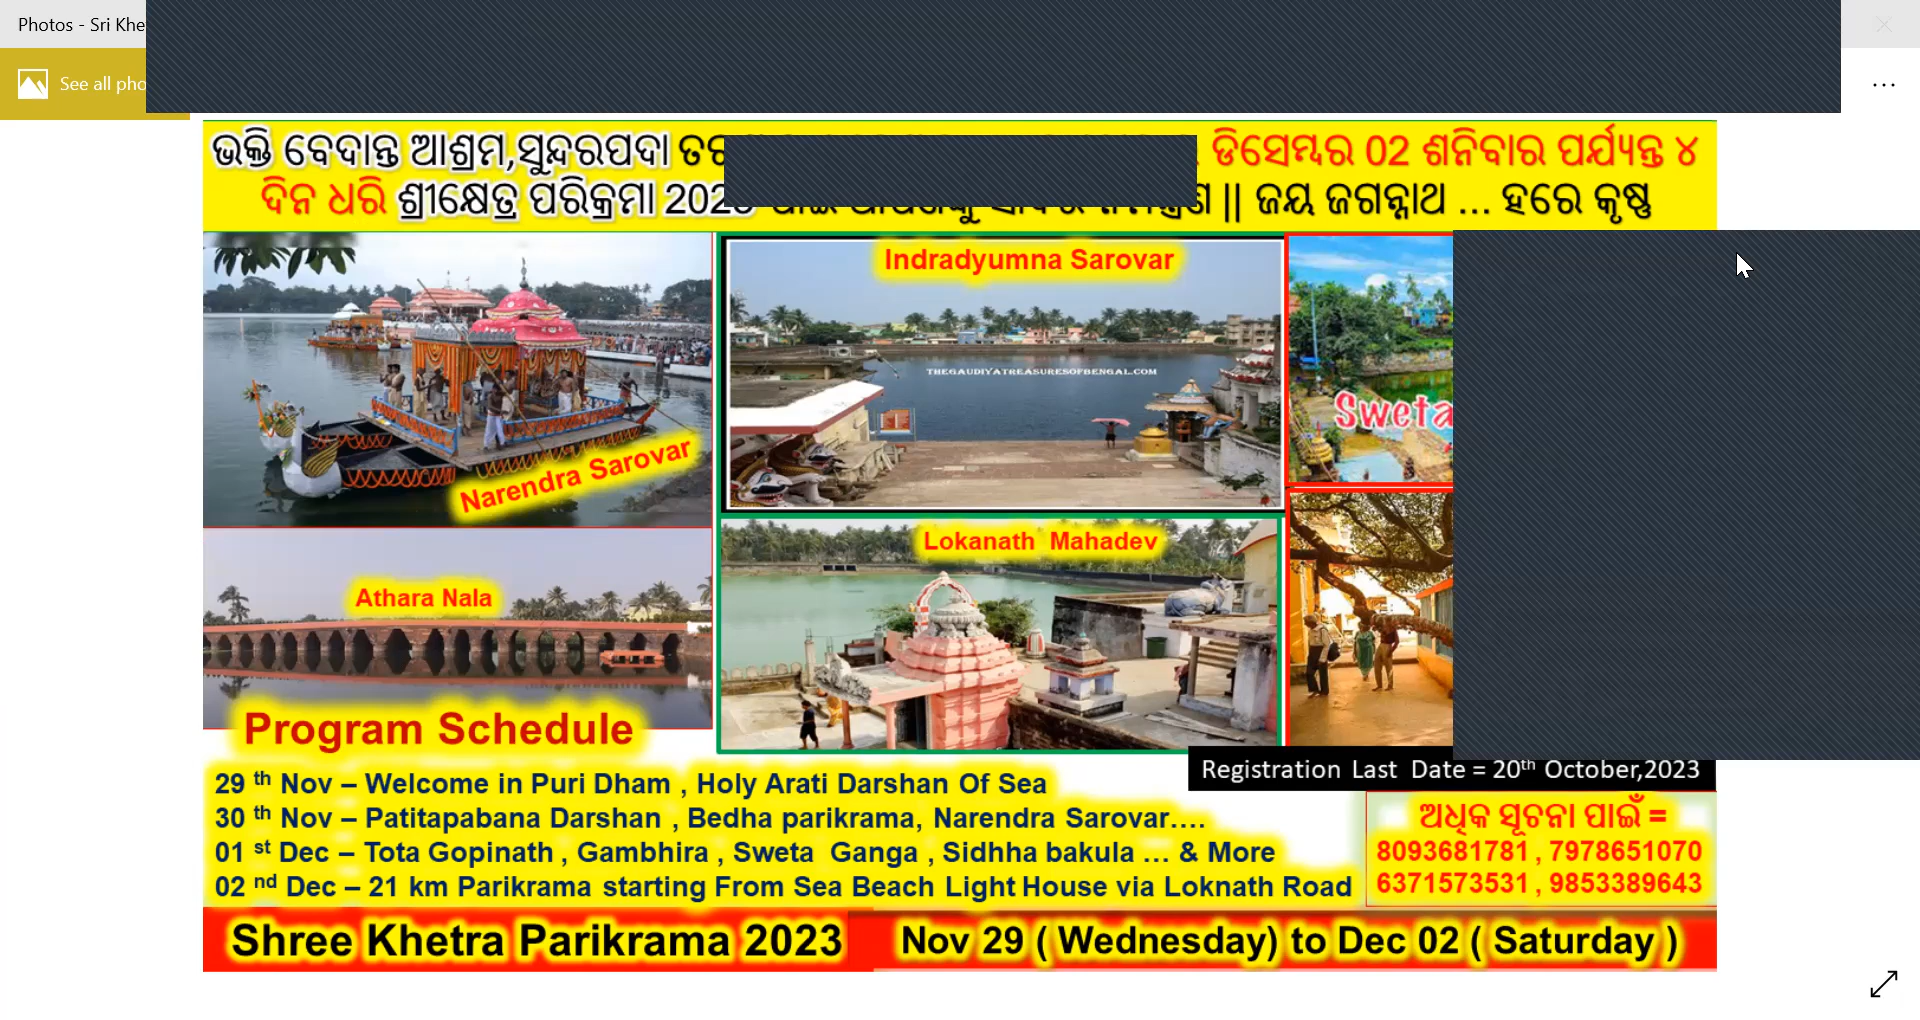 Photos - Sri Khe
See all pho
ଭକ୍ତି ବେଦାନ୍ତ ଆଶ୍ରମ,ସୁନ୍ଦରପଦା ଡିସେମ୍ଭର 02 ଶନିବାର ପର୍ଯ୍ୟନ୍ତ ୪
ଦିନ ଧରି ଶ୍ରୀକ୍ଷେତ୍ର ପରିକ୍ରମା || ଜୟ ଜଗନ୍ନାଥ ... ହରେ କୃଷ୍ଣ
Indradyumna Sarovar
THEGAUDIYATREASURESOFBENGAL.COM
Sweta
Narendra Sarovar
Lokanath Mahadev
Athara Nala
Program Schedule
29 th Nov – Welcome in Puri Dham , Holy Arati Darshan Of Sea
30 th Nov – Patitapabana Darshan , Bedha parikrama, Narendra Sarovar....
01 st Dec – Tota Gopinath , Gambhira , Sweta Ganga , Sidhha bakula ... & More
02 nd Dec – 21 km Parikrama starting From Sea Beach Light House via Loknath Road
Registration Last Date = 20th October,2023
ଅଧିକ ସୂଚନା ପାଇଁ =
8093681781 , 7978651070
6371573531 , 9853389643
Shree Khetra Parikrama 2023
Nov 29 ( Wednesday) to Dec 02 ( Saturday )